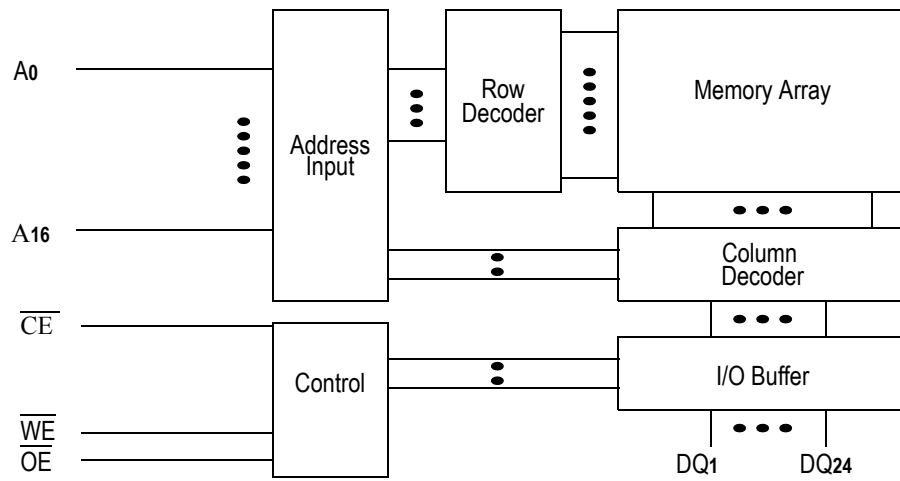 A0
Address
Input
Row
Decoder
Memory Array
A16
Column
Decoder
CE
Control
I/O Buffer
WE
OE
DQ1
DQ24